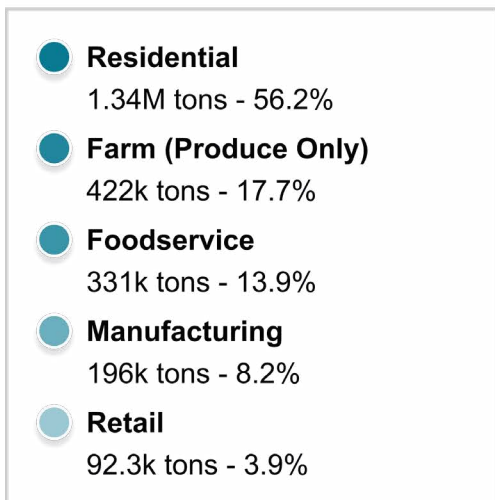 Residential
1.34M tons - 56.2%
Farm (Produce Only)
422k tons - 17.7%
Foodservice
331k tons - 13.9%
Manufacturing
196k tons - 8.2%
Retail
92.3k tons - 3.9%